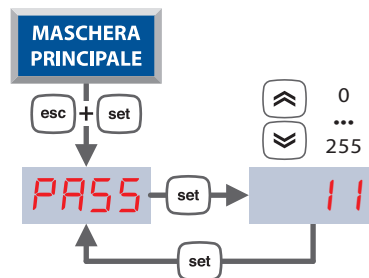 MASCHERA
PRINCIPALE
esc + set
0
...
255
PASS
set
11
set